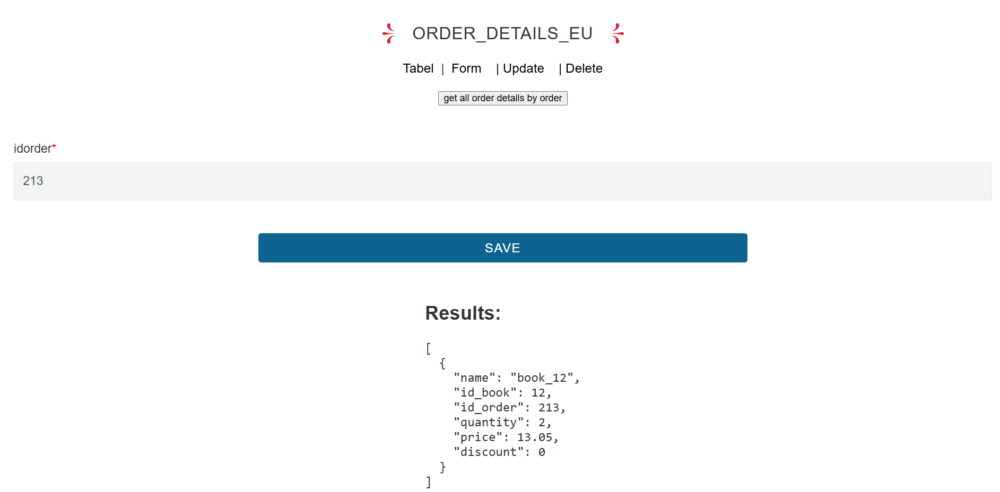 ORDER_DETAILS_EU
Tabel | Form | Update | Delete
get all order details by order
idorder*
213
SAVE
Results:
[
  {
    "name": "book_12",
    "id_book": 12,
    "id_order": 213,
    "quantity": 2,
    "price": 13.05,
    "discount": 0
  }
]